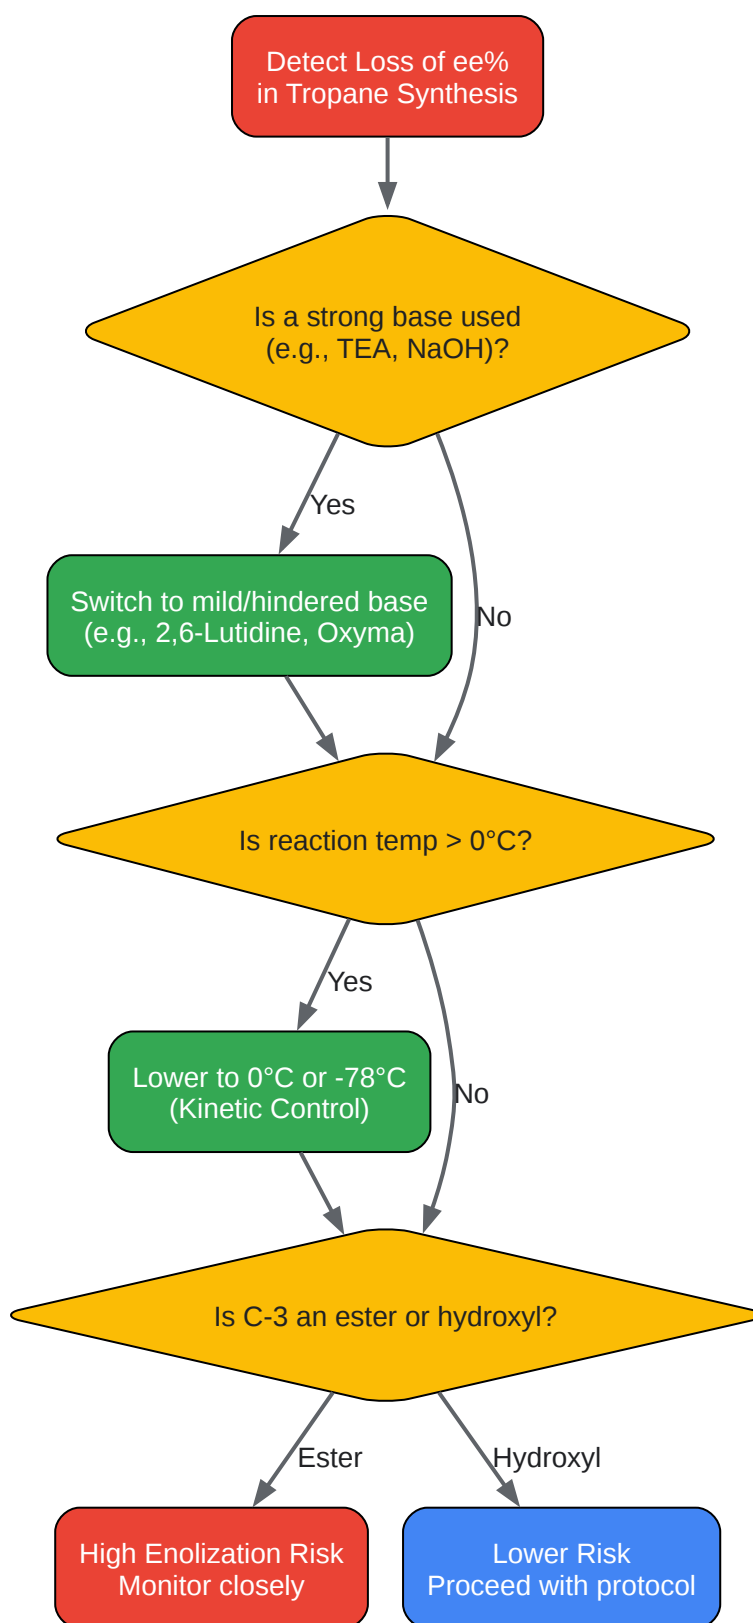 Detect Loss of ee%
in Tropane Synthesis
Is a strong base used
(e.g., TEA, NaOH)?
Yes
Switch to mild/hindered base
(e.g., 2,6-Lutidine, Oxyma)
No
Is reaction temp > 0°C?
Yes
Lower to 0°C or -78°C
(Kinetic Control)
No
Is C-3 an ester or hydroxyl?
Ester
Hydroxyl
High Enolization Risk
Monitor closely
Lower Risk
Proceed with protocol